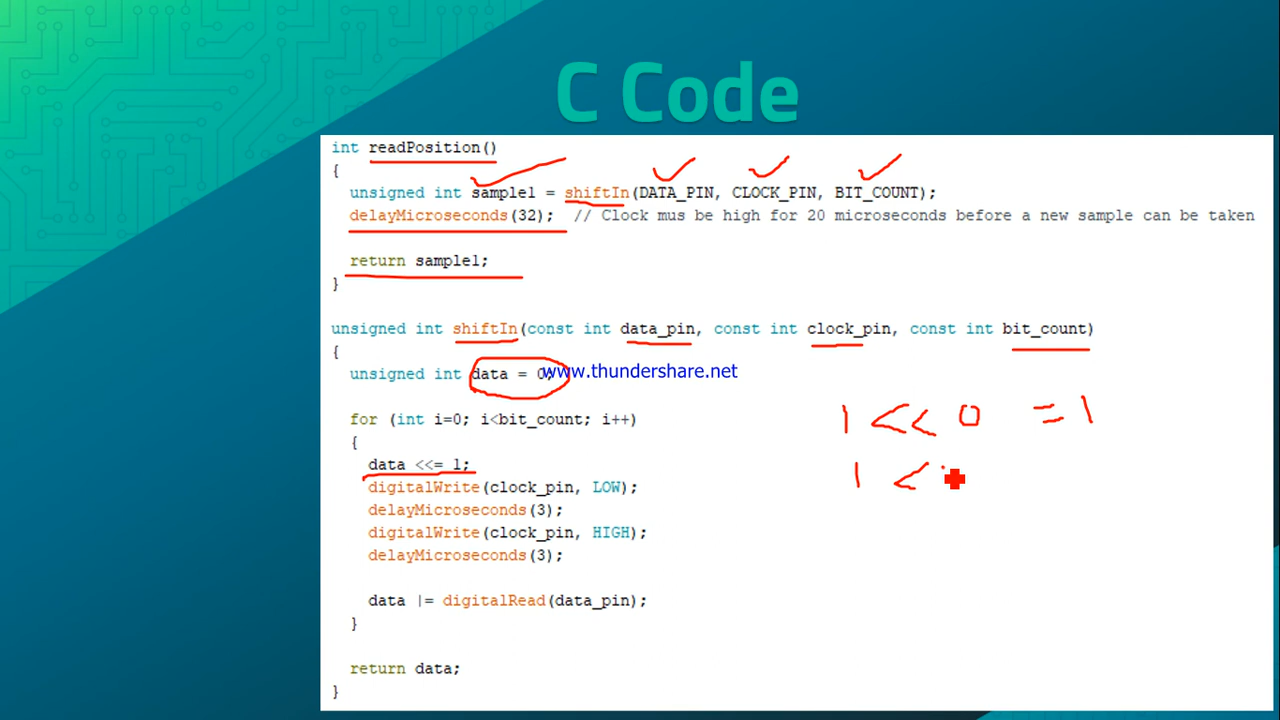 C Code
int readPosition()
{
unsigned int sample1 = shiftIn(DATA_PIN, CLOCK_PIN, BIT_COUNT);
delayMicroseconds(32); // Clock mus be high for 20 microseconds before a new sample can be taken
return sample1;
}
unsigned int shiftIn(const int data_pin, const int clock_pin, const int bit_count)
{
unsigned int data = 0;
www.thundershare.net
for (int i=0; i<bit_count; i++)
{
1 << 0 = 1
data <<= 1;
1 <
digitalWrite(clock_pin, LOW);
delayMicroseconds(3);
digitalWrite(clock_pin, HIGH);
delayMicroseconds(3);
data |= digitalRead(data_pin);
}
return data;
}